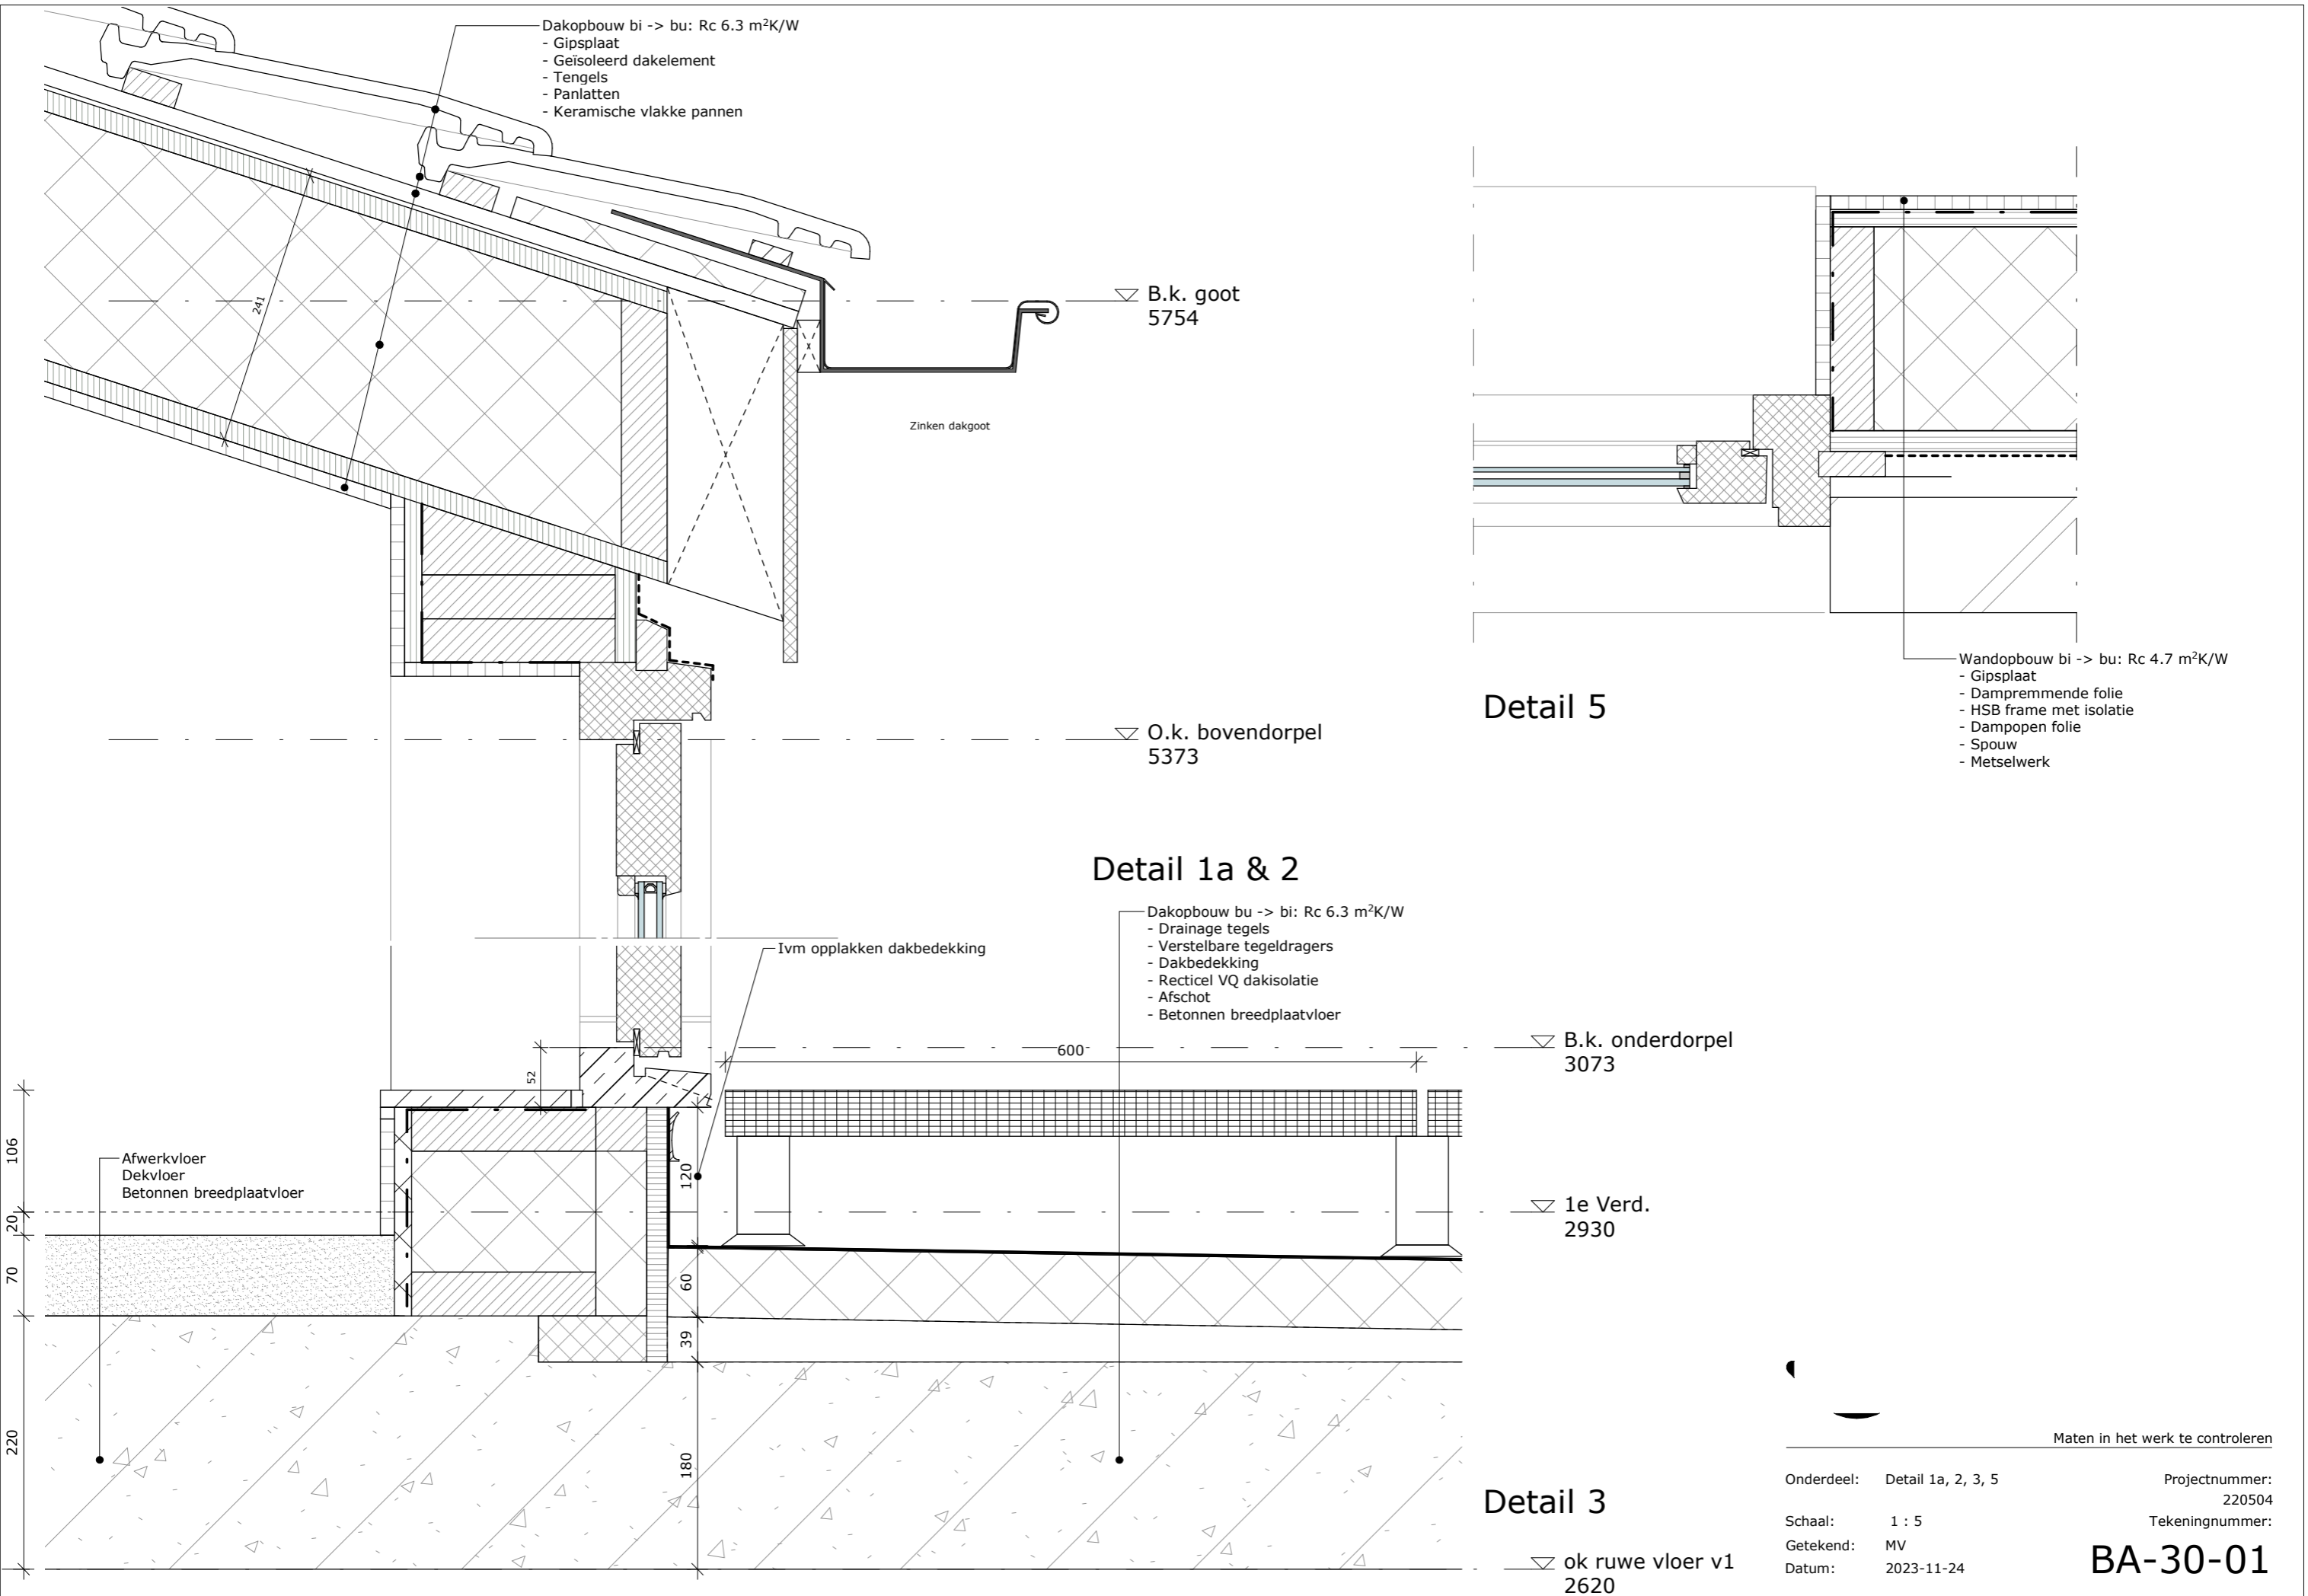 Dakopbouw bi -> bu: Rc 6.3 m²K/W
- Gipsplaat
- Geïsoleerd dakelement
- Tengels
- Panlatten
- Keramische vlakke pannen
241
B.k. goot
5754
Zinken dakgoot
Wandopbouw bi -> bu: Rc 4.7 m²K/W
- Gipsplaat
- Dampremmende folie
- HSB frame met isolatie
- Dampopen folie
- Spouw
- Metselwerk
Detail 5
O.k. bovendorpel
5373
Detail 1a & 2
Dakopbouw bu -> bi: Rc 6.3 m²K/W
- Drainage tegels
- Verstelbare tegeldragers
- Dakbedekking
- Recticel VQ dakisolatie
- Afschot
- Betonnen breedplaatvloer
Ivm opplakken dakbedekking
B.k. onderdorpel
3073
600
52
106
20
70
220
Afwerkvloer
Dekvloer
Betonnen breedplaatvloer
120
60
39
180
1e Verd.
2930
Detail 3
ok ruwe vloer v1
2620
Maten in het werk te controleren
Onderdeel: Detail 1a, 2, 3, 5
Projectnummer:
220504
Schaal: 1 : 5
Tekeningnummer:
Getekend: MV
Datum: 2023-11-24
BA-30-01